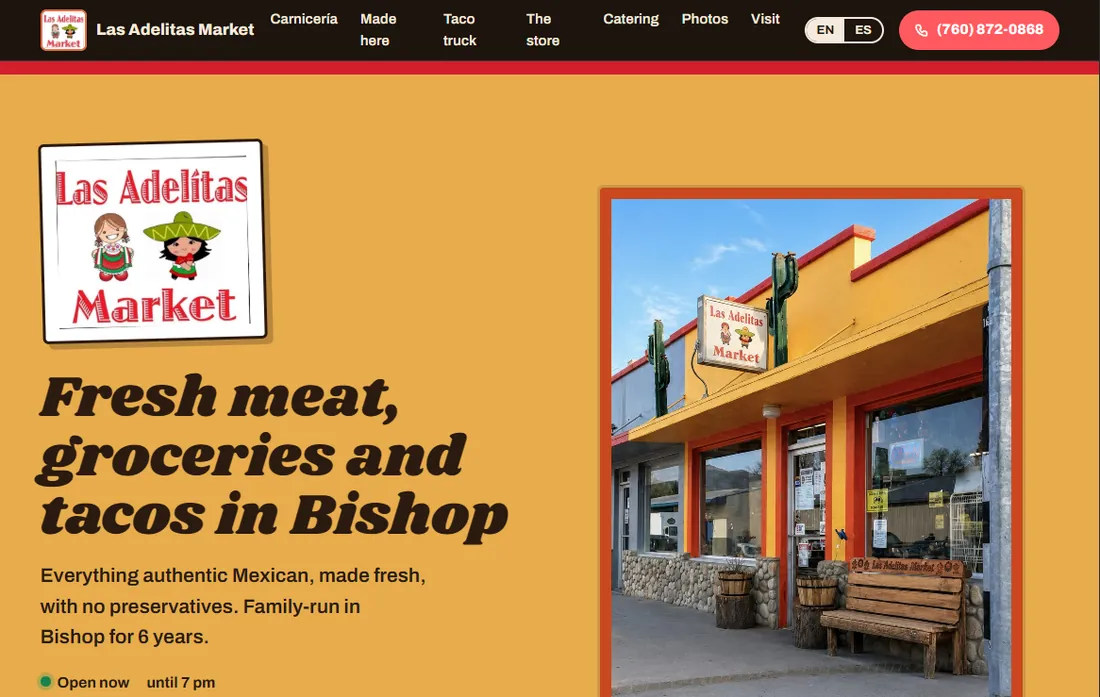 Las Adelitas
Market
Las Adelitas Market
Carnicería
Made
here
Taco
truck
The
store
Catering
Photos
Visit
EN
ES
(760) 872-0868
Las Adelitas
Market
Fresh meat,
groceries and
tacos in Bishop
Everything authentic Mexican, made fresh,
with no preservatives. Family-run in
Bishop for 6 years.
Open now until 7 pm
Las Adelitas
Market
Las Adelitas Market